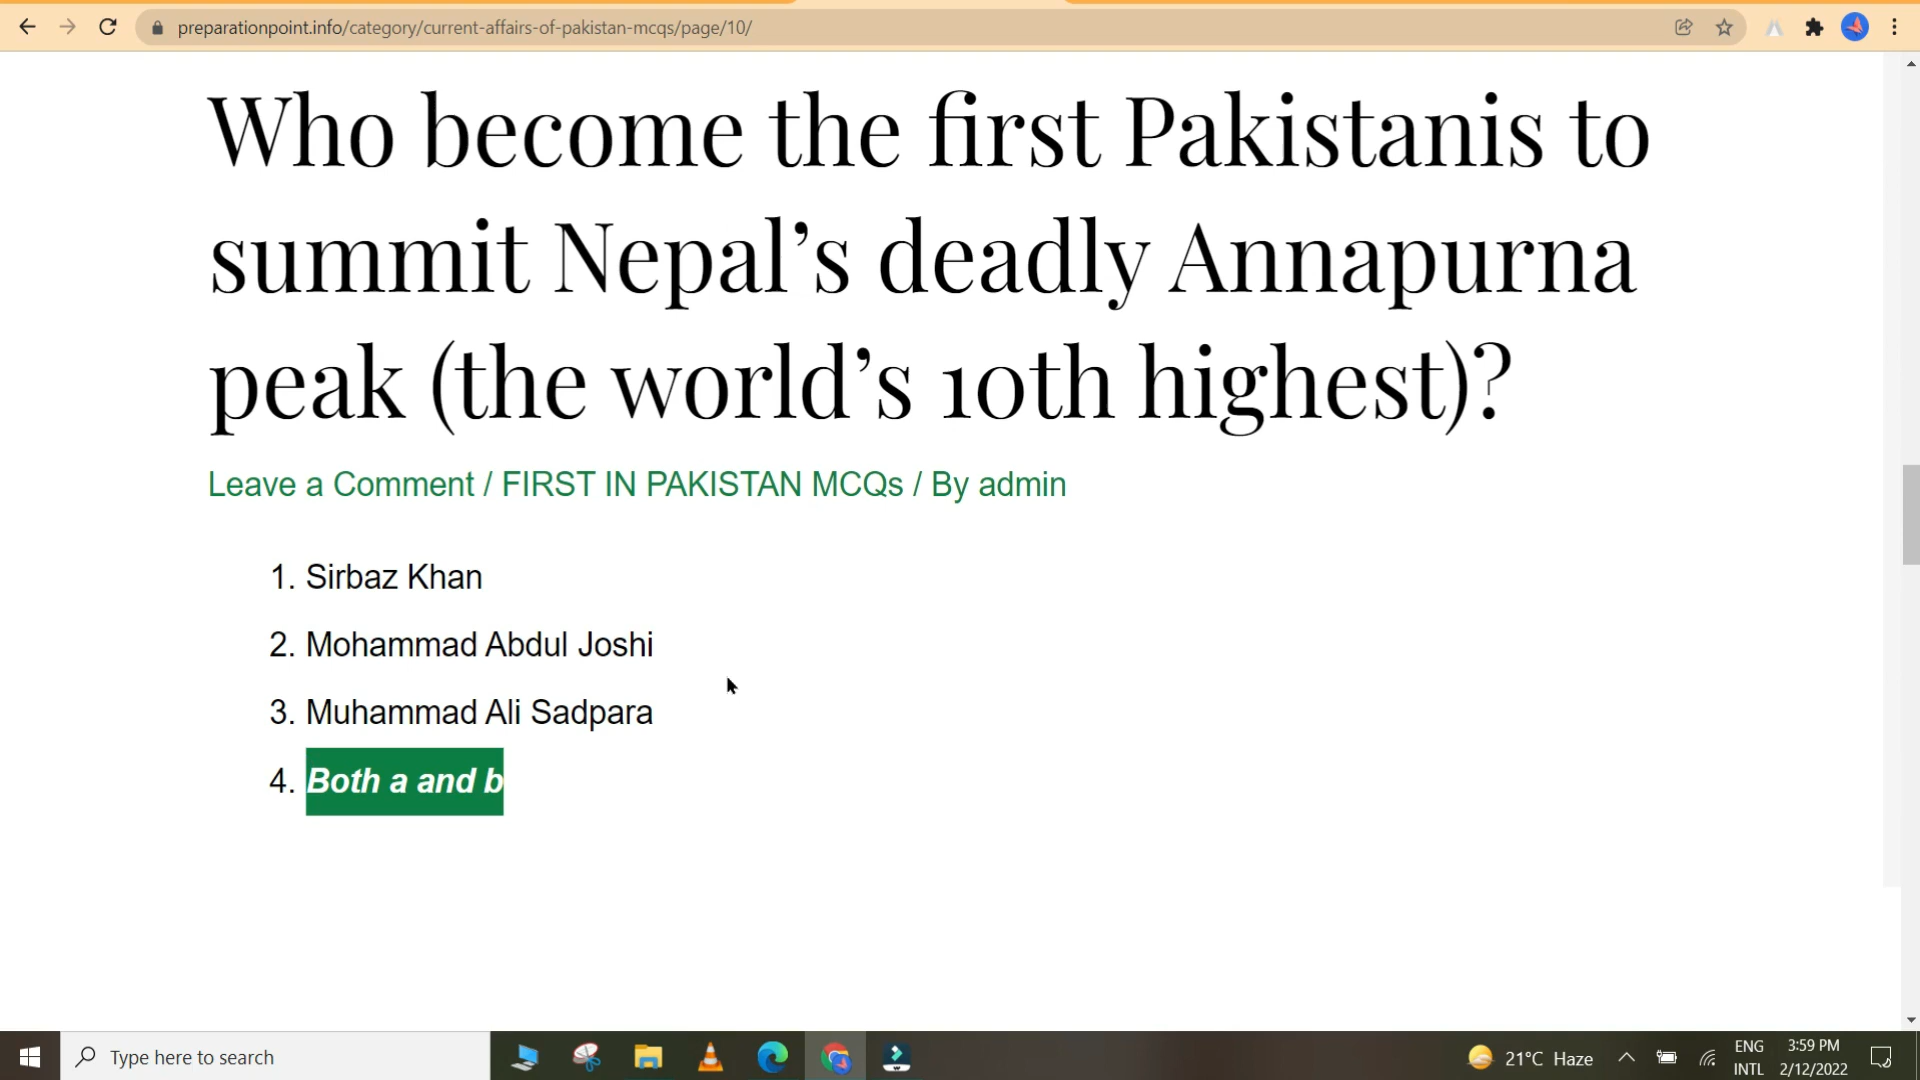 preparationpoint.info/category/current-affairs-of-pakistan-mcqs/page/10/
Who become the first Pakistanis to
summit Nepal’s deadly Annapurna
peak (the world’s 10th highest)?
Leave a Comment / FIRST IN PAKISTAN MCQs / By admin
1. Sirbaz Khan
2. Mohammad Abdul Joshi
3. Muhammad Ali Sadpara
4. Both a and b
Type here to search
21°C Haze
ENG
INTL
3:59 PM
2/12/2022